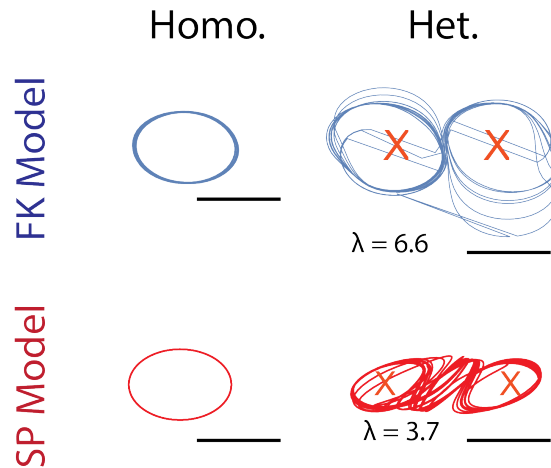 Homo.
Het.
FK Model
X X
λ = 6.6
SP Model
X X
λ = 3.7